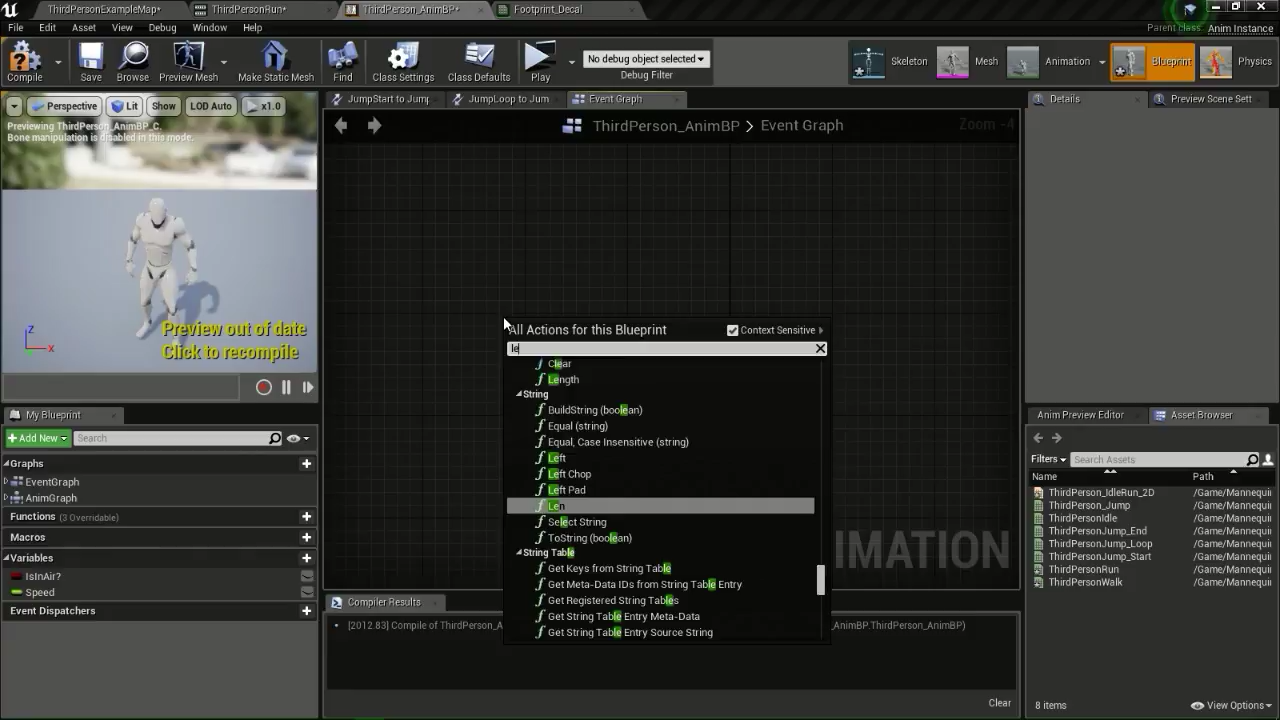 ThirdPersonExampleMap*
ThirdPersonRun*
ThirdPerson_AnimBP*
Footprint_Decal
File
Edit
Asset
View
Debug
Window
Help
Parent class:
Anim Instance
Compile
Save
Browse
Preview Mesh
Make Static Mesh
Find
Class Settings
Class Defaults
Play
No debug object selected
Debug Filter
Skeleton
Mesh
Animation
Blueprint
Physics
Perspective
Lit
Show
LOD Auto
x1.0
Previewing ThirdPerson_AnimBP_C.
Bone manipulation is disabled in this mode.
Z
X
Preview out of date
Click to recompile
JumpStart to Jump
JumpLoop to Jum
Event Graph
ThirdPerson_AnimBP > Event Graph
Zoom -4
All Actions for this Blueprint
Context Sensitive
le
Clear
Length
String
BuildString (boolean)
Equal (string)
Equal, Case Insensitive (string)
Left
Left Chop
Left Pad
Len
Select String
ToString (boolean)
String Table
Get Keys from String Table
Get Meta-Data IDs from String Table Entry
Get Registered String Tables
Get String Table Entry Meta-Data
Get String Table Entry Source String
IMATION
Compiler Results
[2012.83] Compile of ThirdPerson_A
AnimBP.ThirdPerson_AnimBP)
Clear
My Blueprint
+ Add New
Search
Graphs
EventGraph
AnimGraph
Functions (3 Overridable)
Macros
Variables
IsInAir?
Speed
Event Dispatchers
Details
Preview Scene Sett
Anim Preview Editor
Asset Browser
Filters
Search Assets
Name
Path
ThirdPerson_IdleRun_2D
/Game/Mannequi
ThirdPerson_Jump
/Game/Mannequi
ThirdPersonIdle
/Game/Mannequi
ThirdPersonJump_End
/Game/Mannequi
ThirdPersonJump_Loop
/Game/Mannequi
ThirdPersonJump_Start
/Game/Mannequi
ThirdPersonRun
/Game/Mannequi
ThirdPersonWalk
/Game/Mannequi
8 items
View Options